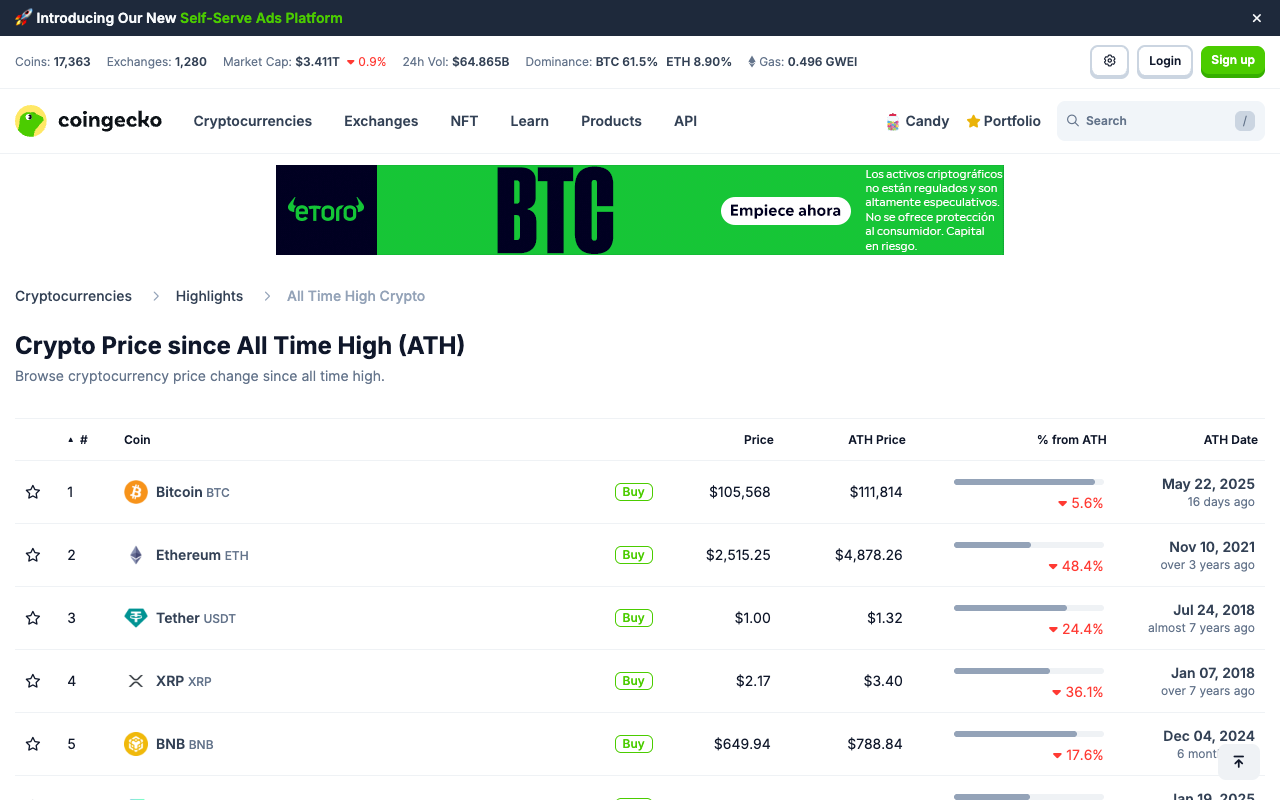 🚀 Introducing Our New Self-Serve Ads Platform
Coins: 17,363 Exchanges: 1,280 Market Cap: $3.411T 0.9% 24h Vol: $64.865B Dominance: BTC 61.5% ETH 8.90% Gas: 0.496 GWEI
Login
Sign up
coingecko
Cryptocurrencies Exchanges NFT Learn Products API
Candy Portfolio
Search /
eTORO
BTC
Empiece ahora
Los activos criptográficos
no están regulados y son
altamente especulativos.
No se ofrece protección
al consumidor. Capital
en riesgo.
Cryptocurrencies Highlights All Time High Crypto
Crypto Price since All Time High (ATH)
Browse cryptocurrency price change since all time high.
# Coin Price ATH Price % from ATH ATH Date
1 Bitcoin BTC Buy $105,568 $111,814 5.6% May 22, 2025
16 days ago
2 Ethereum ETH Buy $2,515.25 $4,878.26 48.4% Nov 10, 2021
over 3 years ago
3 Tether USDT Buy $1.00 $1.32 24.4% Jul 24, 2018
almost 7 years ago
4 XRP XRP Buy $2.17 $3.40 36.1% Jan 07, 2018
over 7 years ago
5 BNB BNB Buy $649.94 $788.84 17.6% Dec 04, 2024
6
Jan 19, 2025